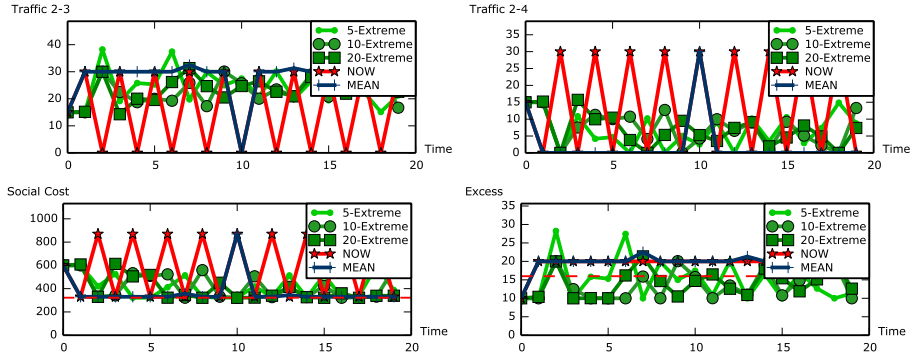 Traffic 2-3
40
30
20
10
0
0
5
10
15
20
Time
5-Extreme
10-Extreme
20-Extreme
NOW
MEAN
Traffic 2-4
35
30
25
20
15
10
5
0
0
5
10
15
20
Time
5-Extreme
10-Extreme
20-Extreme
NOW
MEAN
Social Cost
1000
800
600
400
200
0
0
5
10
15
20
Time
5-Extreme
10-Extreme
20-Extreme
NOW
MEAN
Excess
35
30
25
20
15
10
5
0
0
5
10
15
20
Time
5-Extreme
10-Extreme
20-Extreme
NOW
MEAN